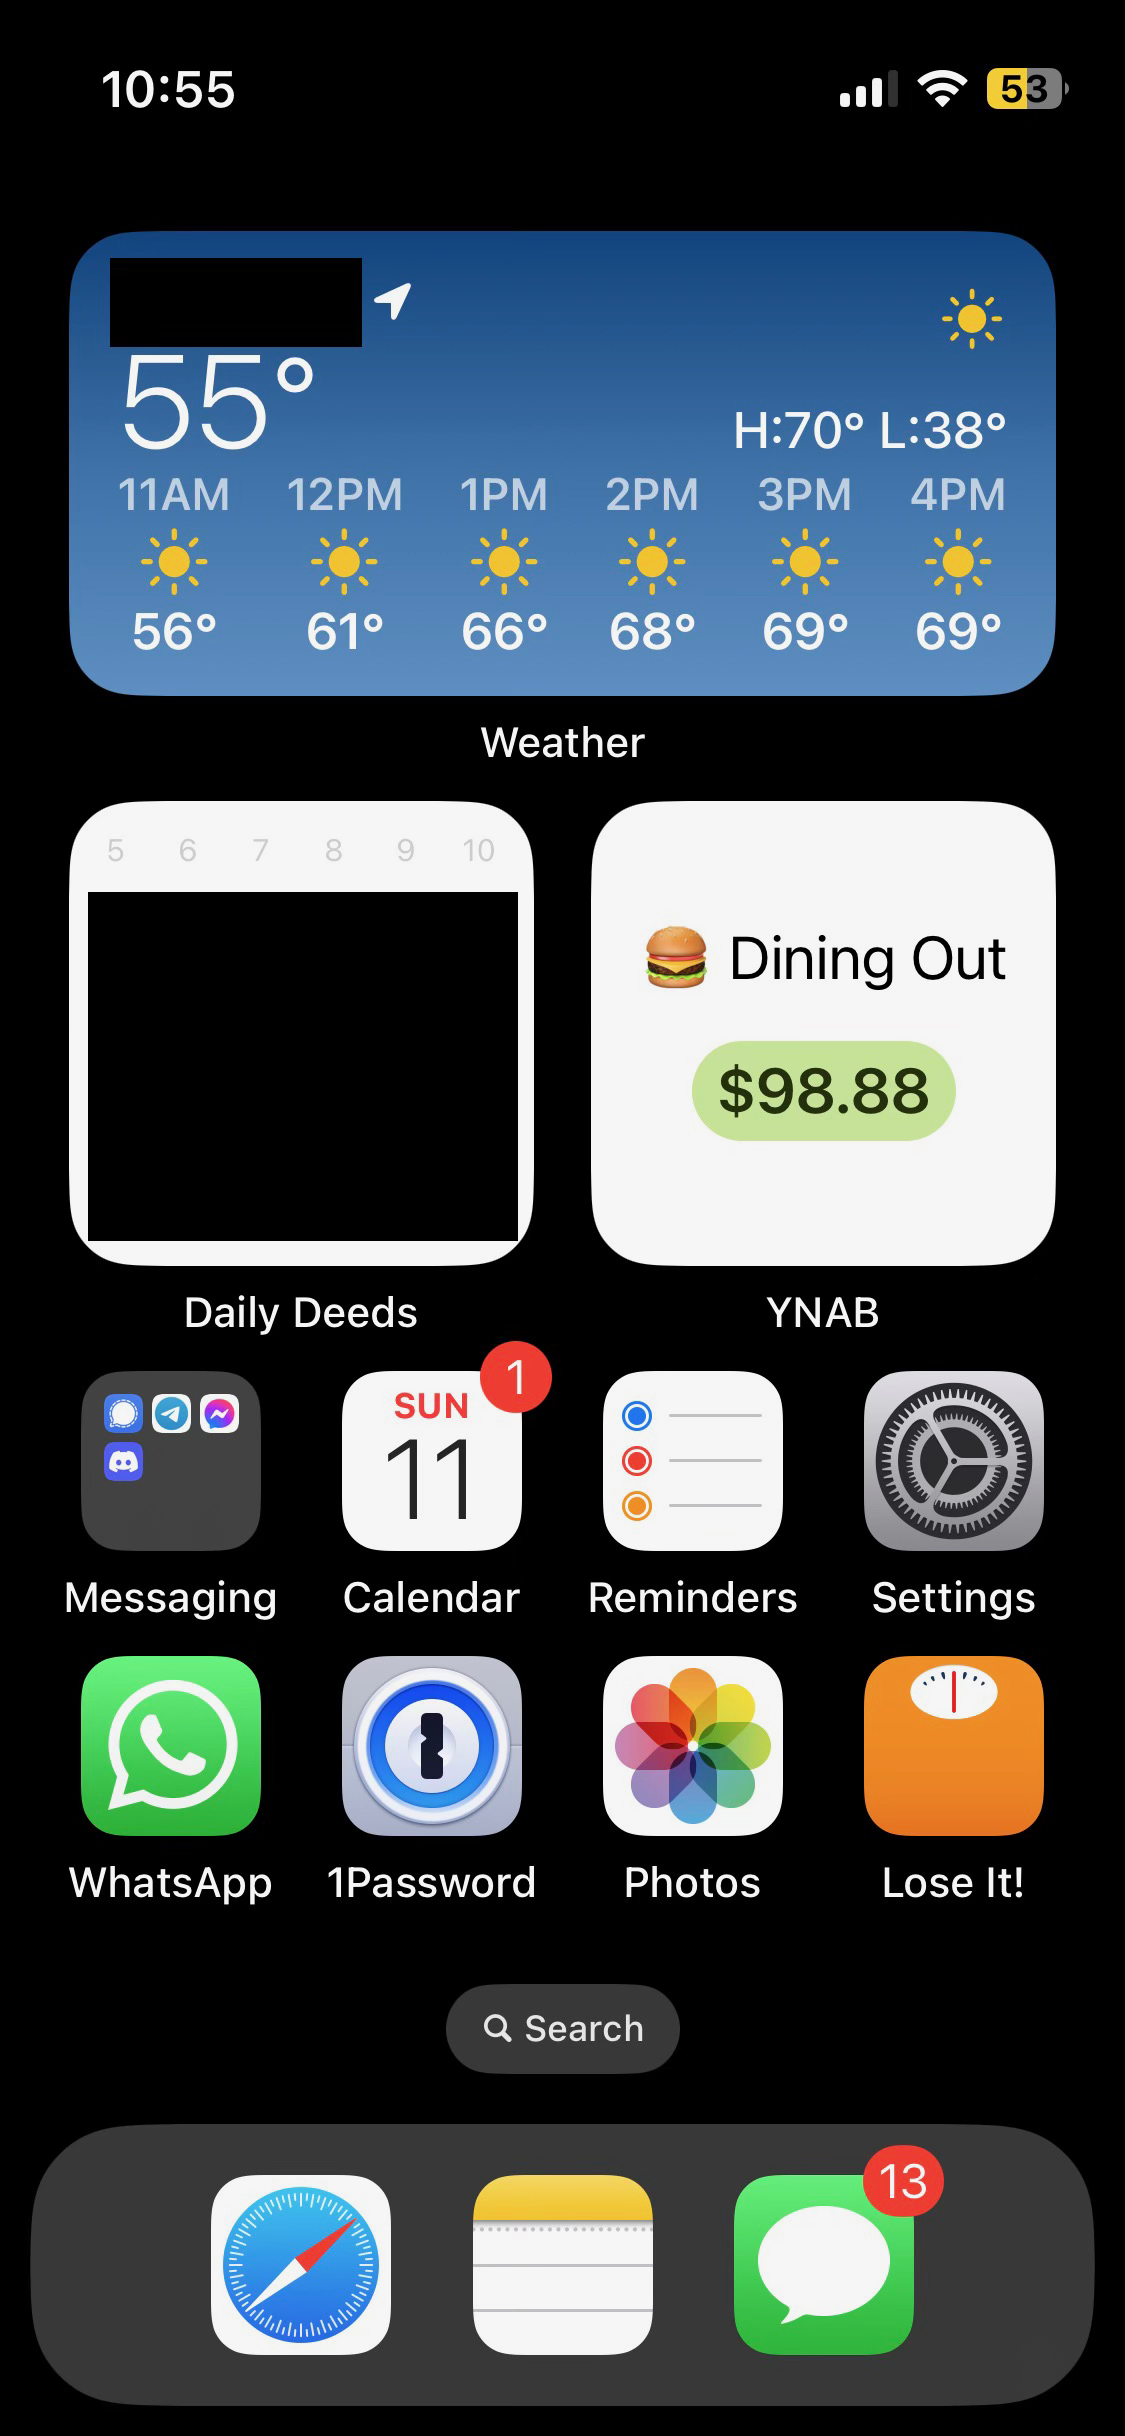 10:55
53
55°
H:70° L:38°
11AM 12PM 1PM 2PM 3PM 4PM
56° 61° 66° 68° 69° 69°
Weather
5 6 7 8 9 10
🍔 Dining Out
$98.88
Daily Deeds YNAB
1
SUN
11
Messaging Calendar Reminders Settings
WhatsApp 1Password Photos Lose It!
Search
13